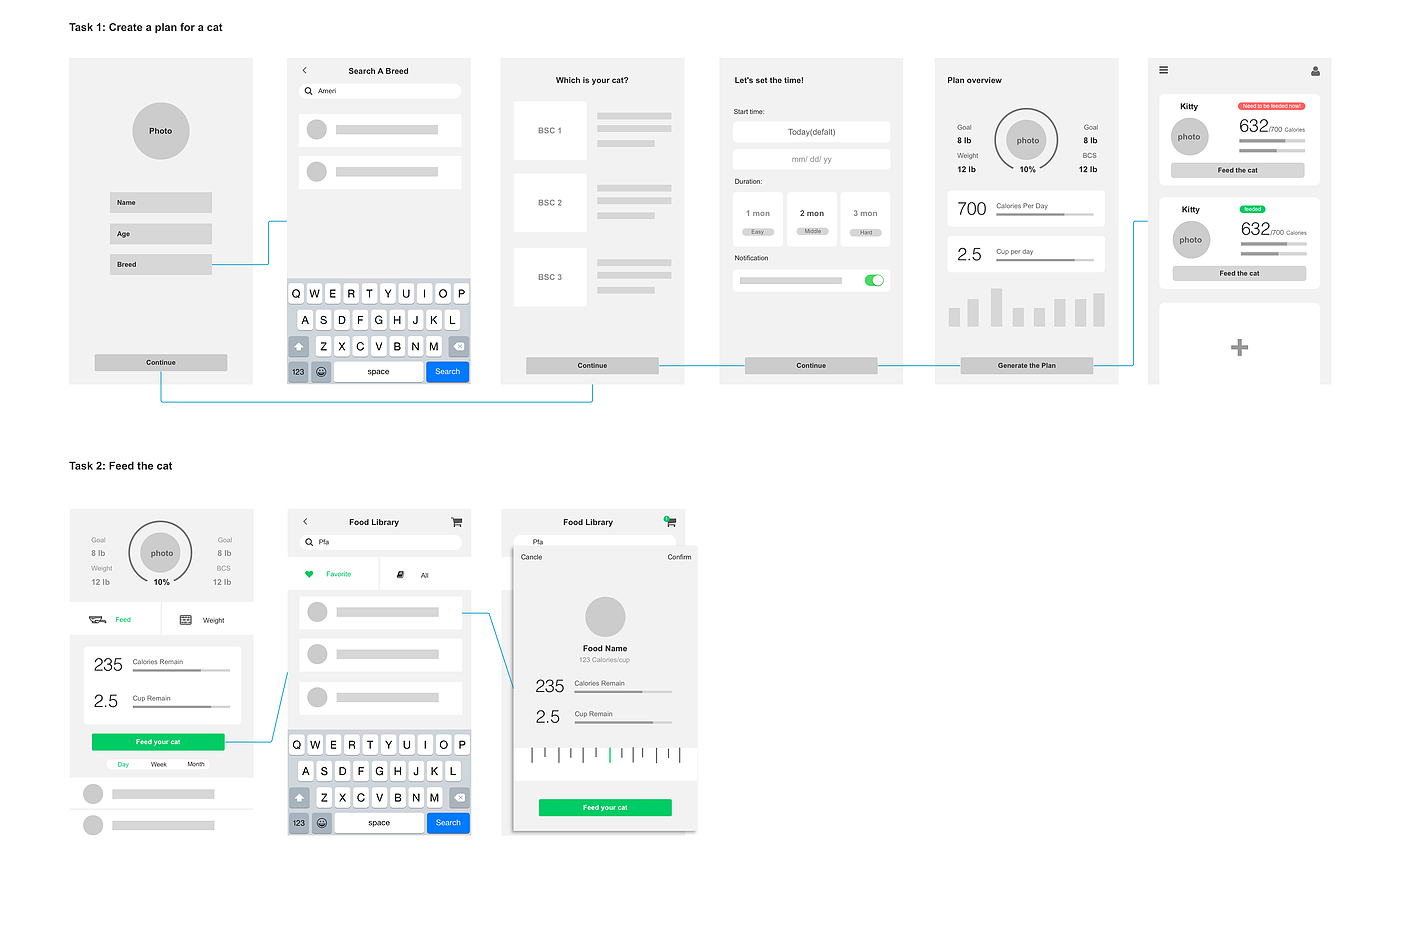 Task 1: Create a plan for a cat
Photo
Name
Age
Breed
Continue
Search A Breed
Ameri
Q W E R T Y U I O P
A S D F G H J K L
Z X C V B N M
123 space Search
Which is your cat?
BSC 1
BSC 2
BSC 3
Continue
Let's set the time!
Start time:
Today(defalt)
mm/ dd/ yy
Duration:
1 mon 2 mon 3 mon
Easy Middle Hard
Notification
Continue
Plan overview
Goal Goal
8 lb photo 8 lb
Weight BCS
12 lb 10% 12 lb
700 Calories Per Day
2.5 Cup per day
Generate the Plan
Kitty Need to be feeded now!
photo 632/700 Calories
Feed the cat
Kitty feeded
photo 632/700 Calories
Feed the cat
Task 2: Feed the cat
Goal Goal
8 lb photo 8 lb
Weight BCS
12 lb 10% 12 lb
Feed Weight
235 Calories Remain
2.5 Cup Remain
Feed your cat
Day Week Month
Food Library
Pfa
Favorite All
Q W E R T Y U I O P
A S D F G H J K L
Z X C V B N M
123 space Search
Food Library
Pfa
Cancle Confirm
Food Name
123 Calories/cup
235 Calories Remain
2.5 Cup Remain
Feed your cat